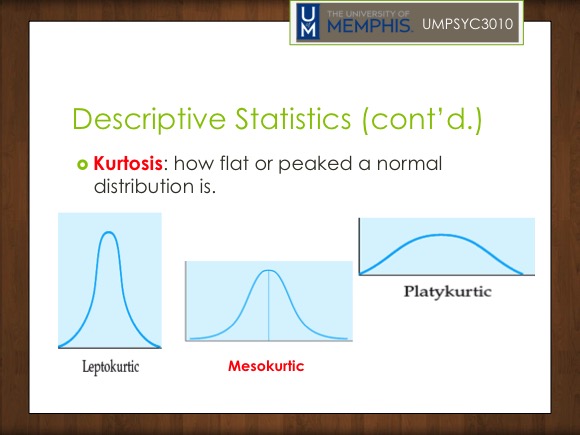 THE UNIVERSITY OF
UM MEMPHIS. UMPSYC3010
Descriptive Statistics (cont’d.)
Kurtosis: how flat or peaked a normal
distribution is.
Leptokurtic
Mesokurtic
Platykurtic